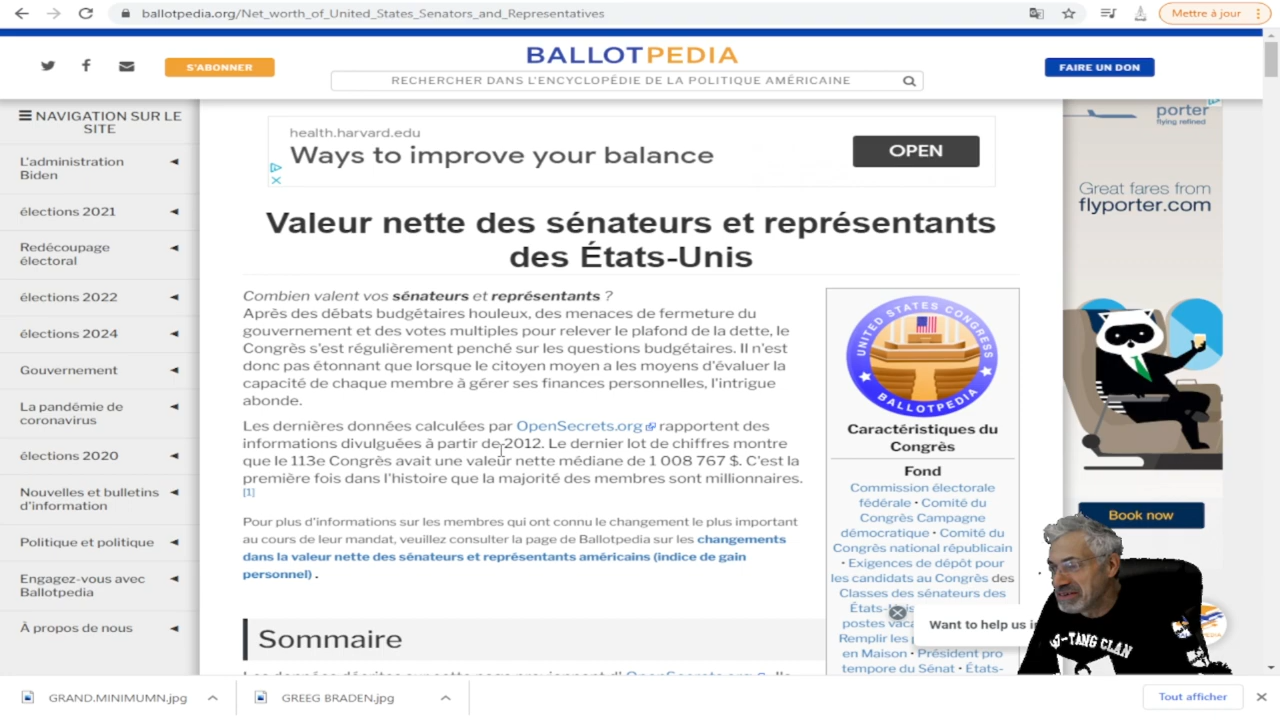 ballotpedia.org/Net_worth_of_United_States_Senators_and_Representatives
Mettre à jour
S'ABONNER
BALLOTPEDIA
RECHERCHER DANS L'ENCYCLOPÉDIE DE LA POLITIQUE AMÉRICAINE
FAIRE UN DON
NAVIGATION SUR LE
SITE
L'administration
Biden
élections 2021
Redécoupage
électoral
élections 2022
élections 2024
Gouvernement
La pandémie de
coronavirus
élections 2020
Nouvelles et bulletins
d'information
Politique et politique
Engagez-vous avec
Ballotpedia
À propos de nous
health.harvard.edu
Ways to improve your balance
OPEN
Valeur nette des sénateurs et représentants
des États-Unis
Combien valent vos sénateurs et représentants ?
Après des débats budgétaires houleux, des menaces de fermeture du
gouvernement et des votes multiples pour relever le plafond de la dette, le
Congrès s'est régulièrement penché sur les questions budgétaires. Il n'est
donc pas étonnant que lorsque le citoyen moyen a les moyens d'évaluer la
capacité de chaque membre à gérer ses finances personnelles, l'intrigue
abonde.
Les dernières données calculées par OpenSecrets.org rapportent des
informations divulguées à partir de 2012. Le dernier lot de chiffres montre
que le 113e Congrès avait une valeur nette médiane de 1 008 767 $. C'est la
première fois dans l'histoire que la majorité des membres sont millionnaires.
[1]
Pour plus d'informations sur les membres qui ont connu le changement le plus important
au cours de leur mandat, veuillez consulter la page de Ballotpedia sur les changements
dans la valeur nette des sénateurs et représentants américains (indice de gain
personnel) .
Sommaire
Les données décrites sur cette page proviennent d' OpenSecrets.org
UNITED STATES CONGRESS
BALLOTPEDIA
Caractéristiques du
Congrès
Fond
Commission électorale
fédérale • Comité du
Congrès Campagne
démocratique • Comité du
Congrès national républicain
• Exigences de dépôt pour
les candidats au Congrès des
Classes des sénateurs des
postes
Remplir les
en Maison • Président pro
tempore du Sénat • États-
porter
flying refined
Great fares from
flyporter.com
Book now
Want to help us
TANG CLAN
GRAND.MINIMUMN.jpg
GREEG BRADEN.jpg
Tout afficher